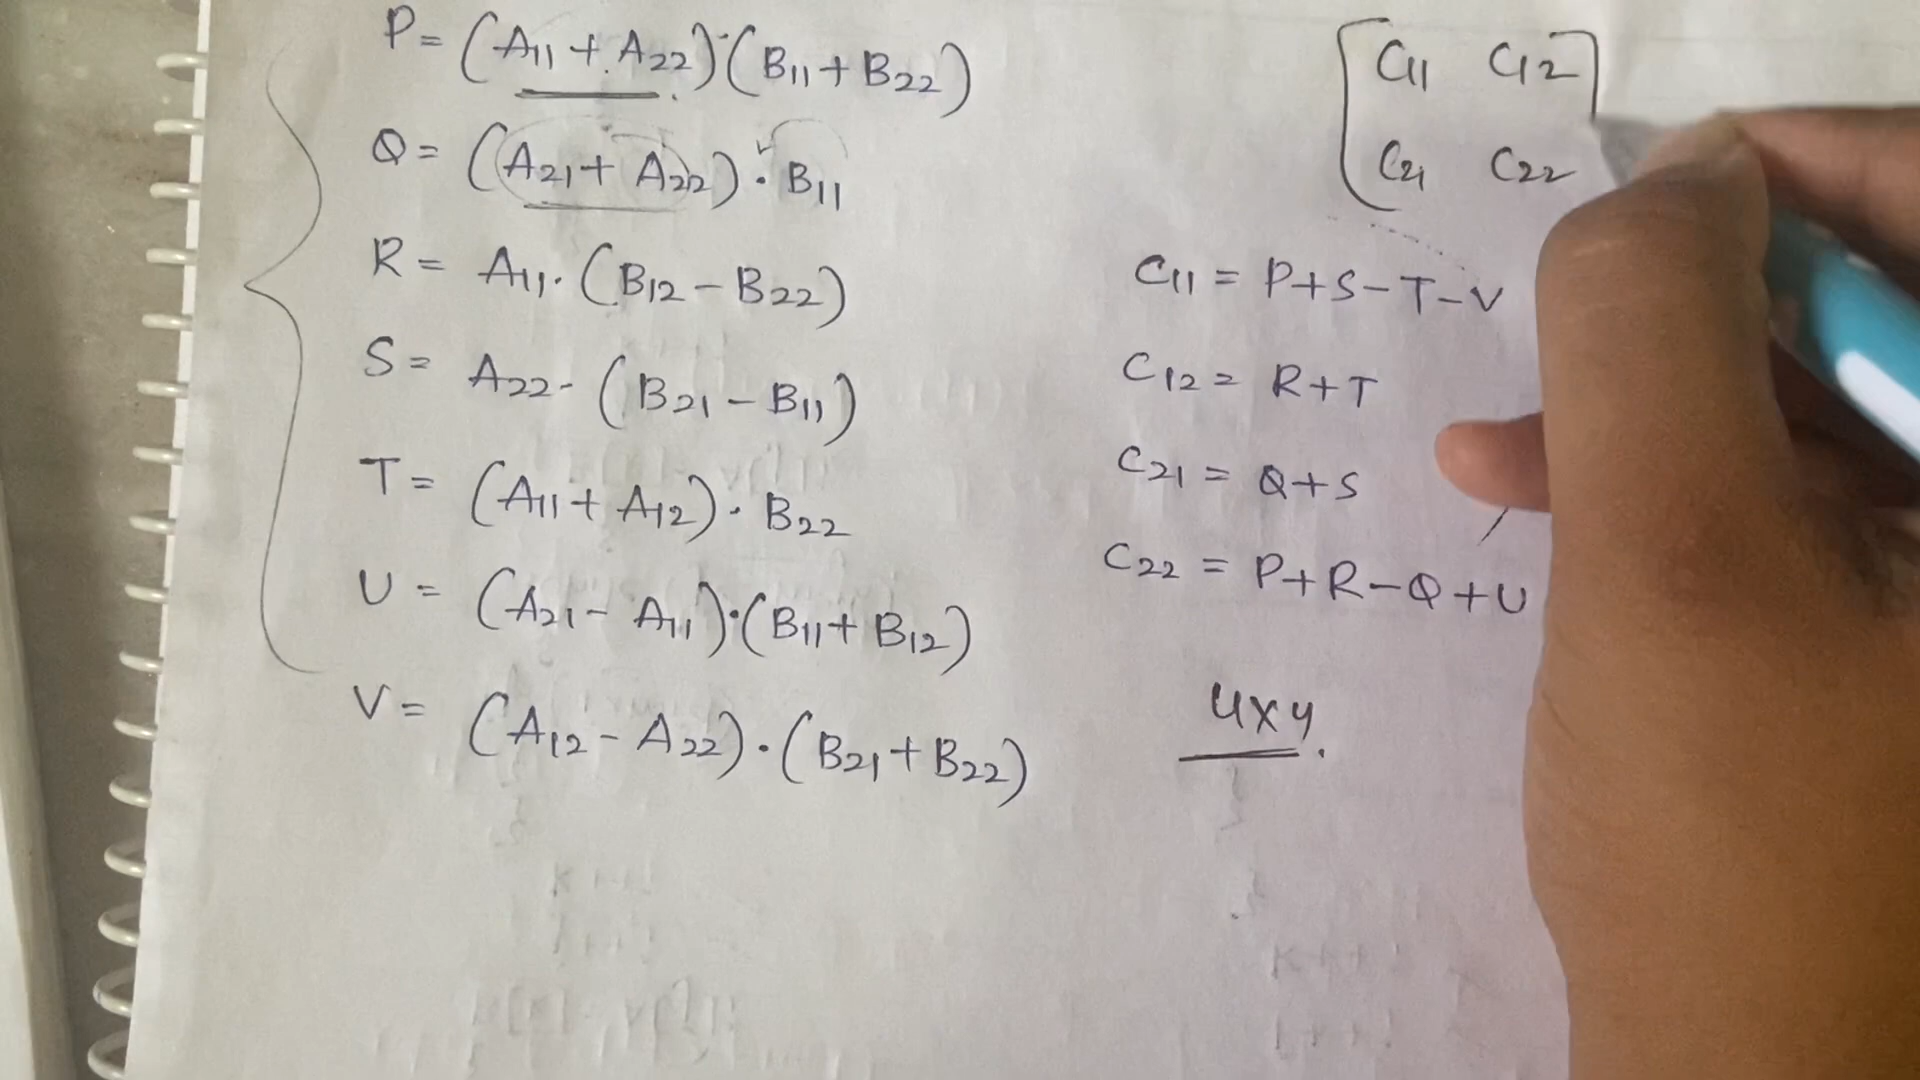 P = (A11 + A22)·(B11 + B22)
Q = (A21 + A22) · B11
R = A11 · (B12 - B22)
S = A22 - (B21 - B11)
T = (A11 + A12) · B22
U = (A21 - A11)·(B11 + B12)
V = (A12 - A22) · (B21 + B22)
C11 C12
C21 C22
C11 = P+S-T-V
C12 = R+T
C21 = Q+S
C22 = P+R-Q+U
4x4.